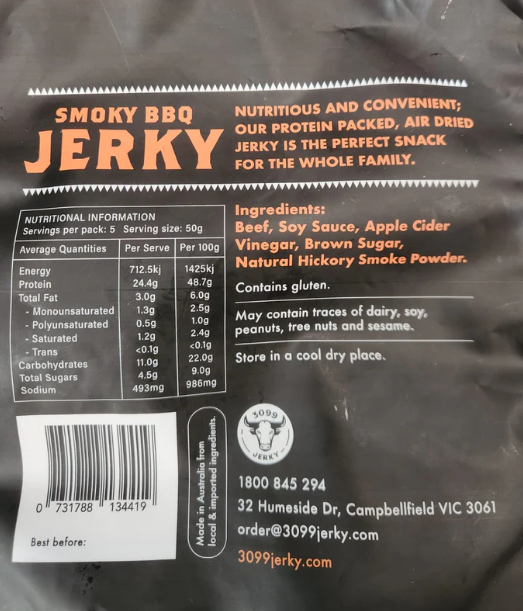 SMOKY BBQ
JERKY
NUTRITIOUS AND CONVENIENT;
OUR PROTEIN PACKED, AIR DRIED
JERKY IS THE PERFECT SNACK
FOR THE WHOLE FAMILY.
NUTRITIONAL INFORMATION
Servings per pack: 5 Serving size: 50g
Average Quantities Per Serve Per 100g
Energy 712.5kj 1425kj
Protein 24.4g 48.7g
Total Fat 3.0g 6.0g
- Monounsaturated 1.3g 2.5g
- Polyunsaturated 0.5g 1.0g
- Saturated 1.2g 2.4g
- Trans <0.1g <0.1g
Carbohydrates 11.0g 22.0g
Total Sugars 4.5g 9.0g
Sodium 493mg 986mg
Ingredients:
Beef, Soy Sauce, Apple Cider
Vinegar, Brown Sugar,
Natural Hickory Smoke Powder.
Contains gluten.
May contain traces of dairy, soy,
peanuts, tree nuts and sesame.
Store in a cool dry place.
0 731788 134419
Best before:
Made in Australia from
local & imported ingredients.
3099
JERKY
1800 845 294
32 Humeside Dr, Campbellfield VIC 3061
order@3099jerky.com
3099jerky.com